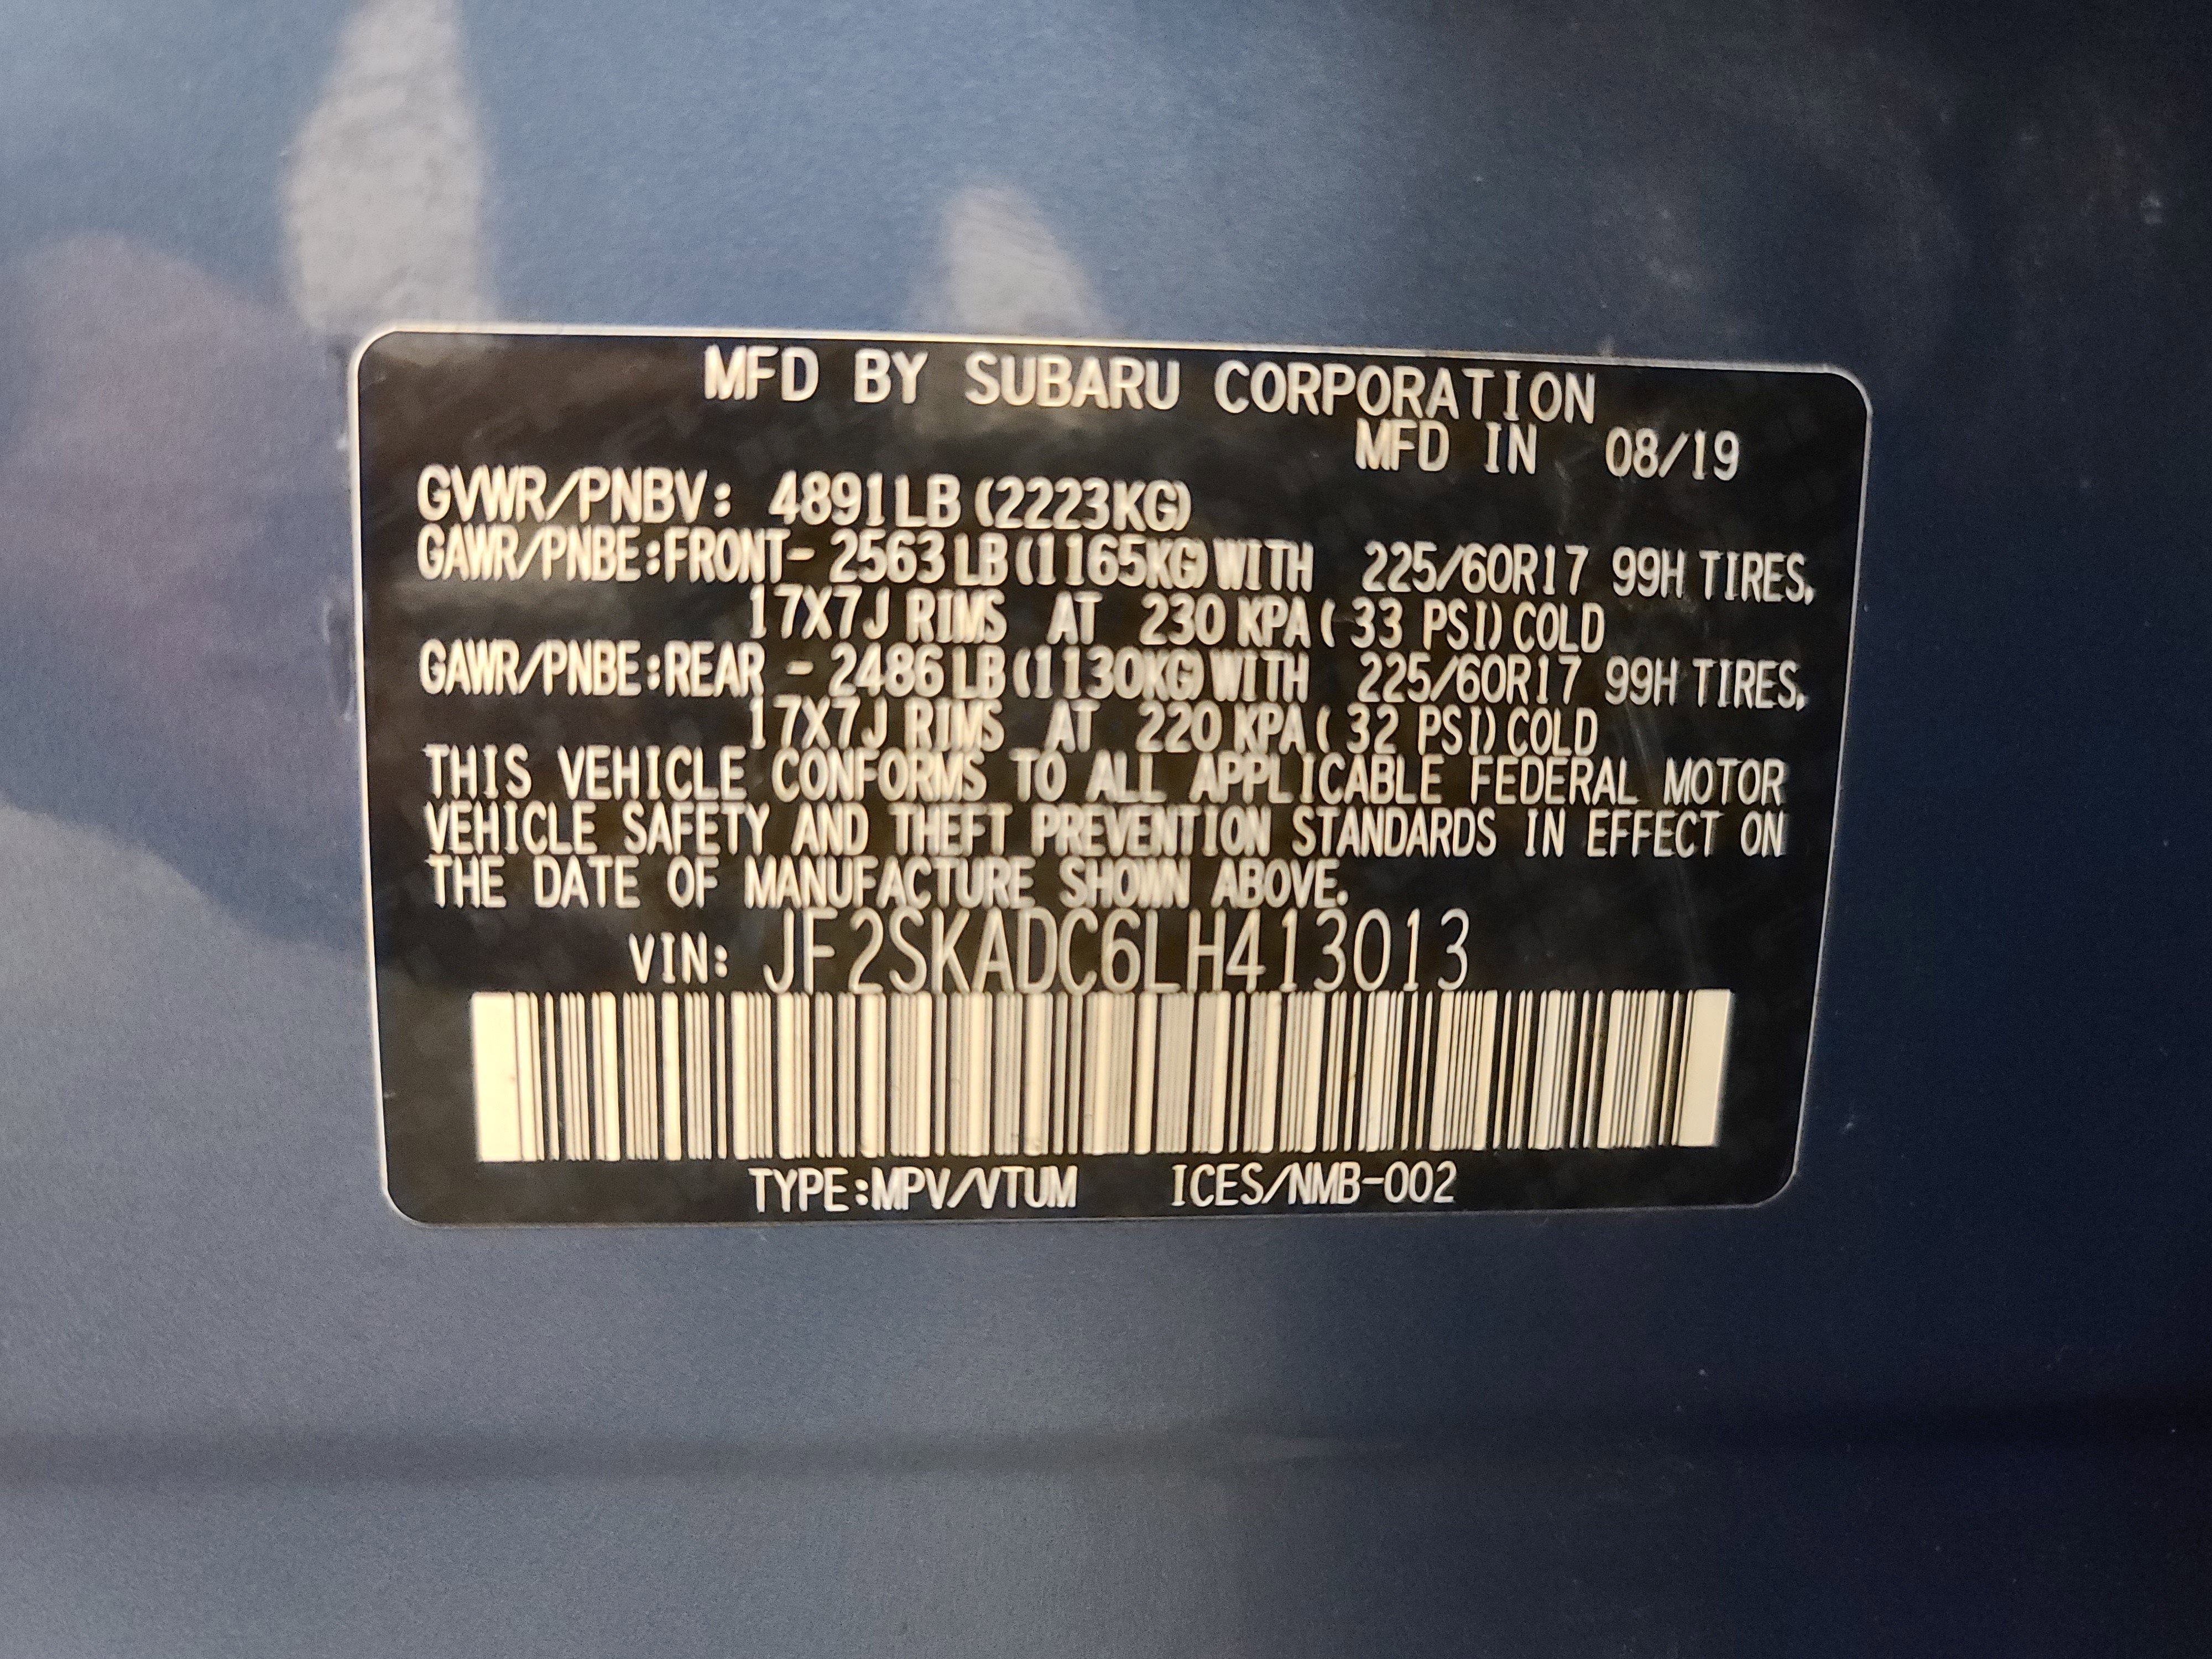 MFD BY SUBARU CORPORATION
MFD IN 08/19
GVWR/PNBV: 4891LB (2223KG)
GAWR/PNBE:FRONT- 2563LB(1165KG)WITH 225/60R17 99H TIRES,
17X7J RIMS AT 230 KPA( 33 PSI)COLD
GAWR/PNBE:REAR - 2486LB(1130KG)WITH 225/60R17 99H TIRES,
17X7J RIMS AT 220 KPA( 32 PSI)COLD
THIS VEHICLE CONFORMS TO ALL APPLICABLE FEDERAL MOTOR
VEHICLE SAFETY AND THEFT PREVENTION STANDARDS IN EFFECT ON
THE DATE OF MANUFACTURE SHOWN ABOVE.
VIN: JF2SKADC6LH413013
TYPE:MPV/VTUM ICES/NMB-002